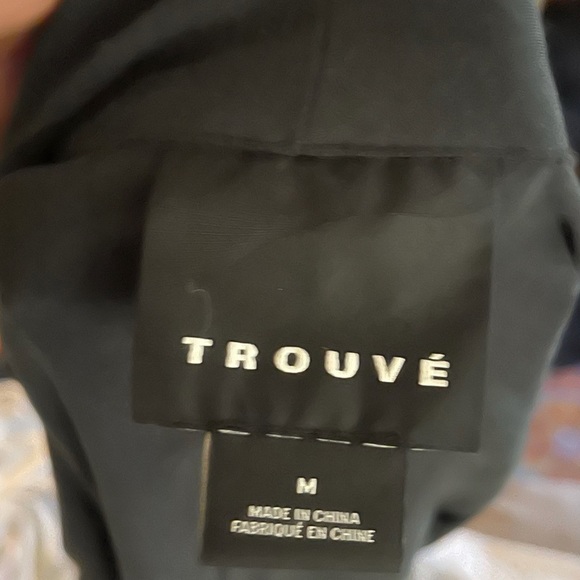 TROUVÉ
M
MADE IN CHINA
FABRIQUÉ EN CHINE